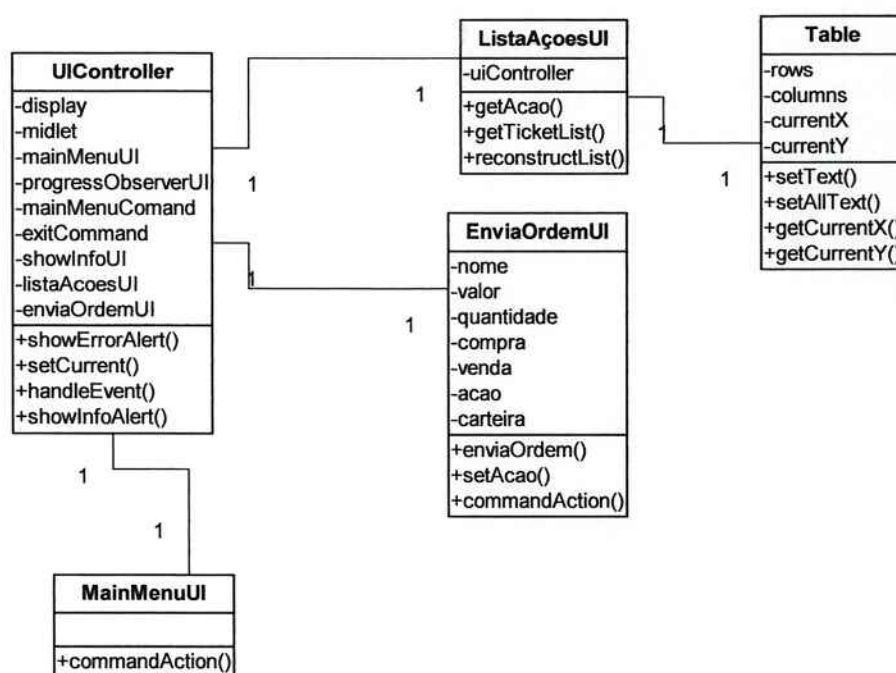 UIController
-display
-midlet
-mainMenuUI
-progressObserverUI
-mainMenuComand
-exitCommand
-showInfoUI
-listaAcoesUI
-enviaOrdemUI
+showErrorAlert()
+setCurrent()
+handleEvent()
+showInfoAlert()
1
1
1
1
1
1
1
1
ListaAçoesUI
-uiController
+getAcao()
+getTicketList()
+reconstructList()
EnviaOrdemUI
-nome
-valor
-quantidade
-compra
-venda
-acao
-carteira
+enviaOrdem()
+setAcao()
+commandAction()
Table
-rows
-columns
-currentX
-currentY
+setText()
+setAllText()
+getCurrentX()
+getCurrentY()
MainMenuUI
+commandAction()